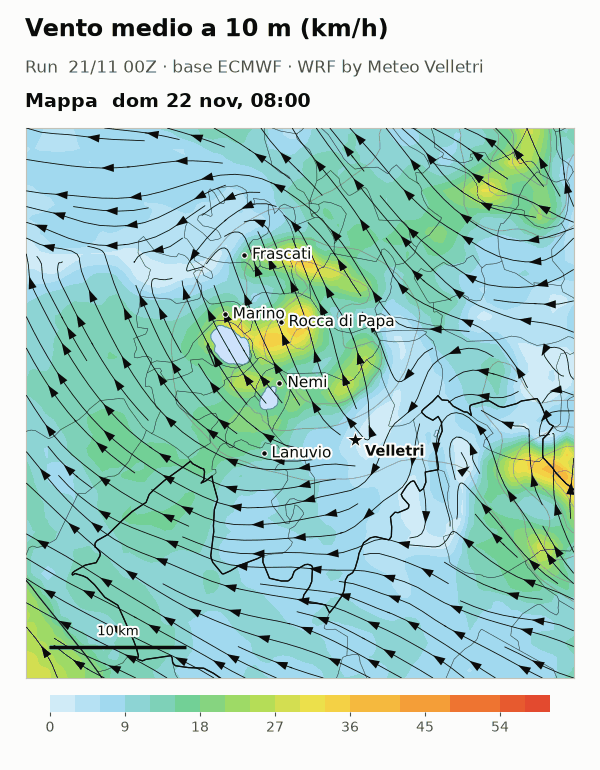 Vento medio a 10 m (km/h)
Run 21/11 00Z · base ECMWF · WRF by Meteo Velletri
Mappa dom 22 nov, 08:00
Frascati
Marino
Rocca di Papa
Nemi
Velletri
Lanuvio
10 km
0 9 18 27 36 45 54